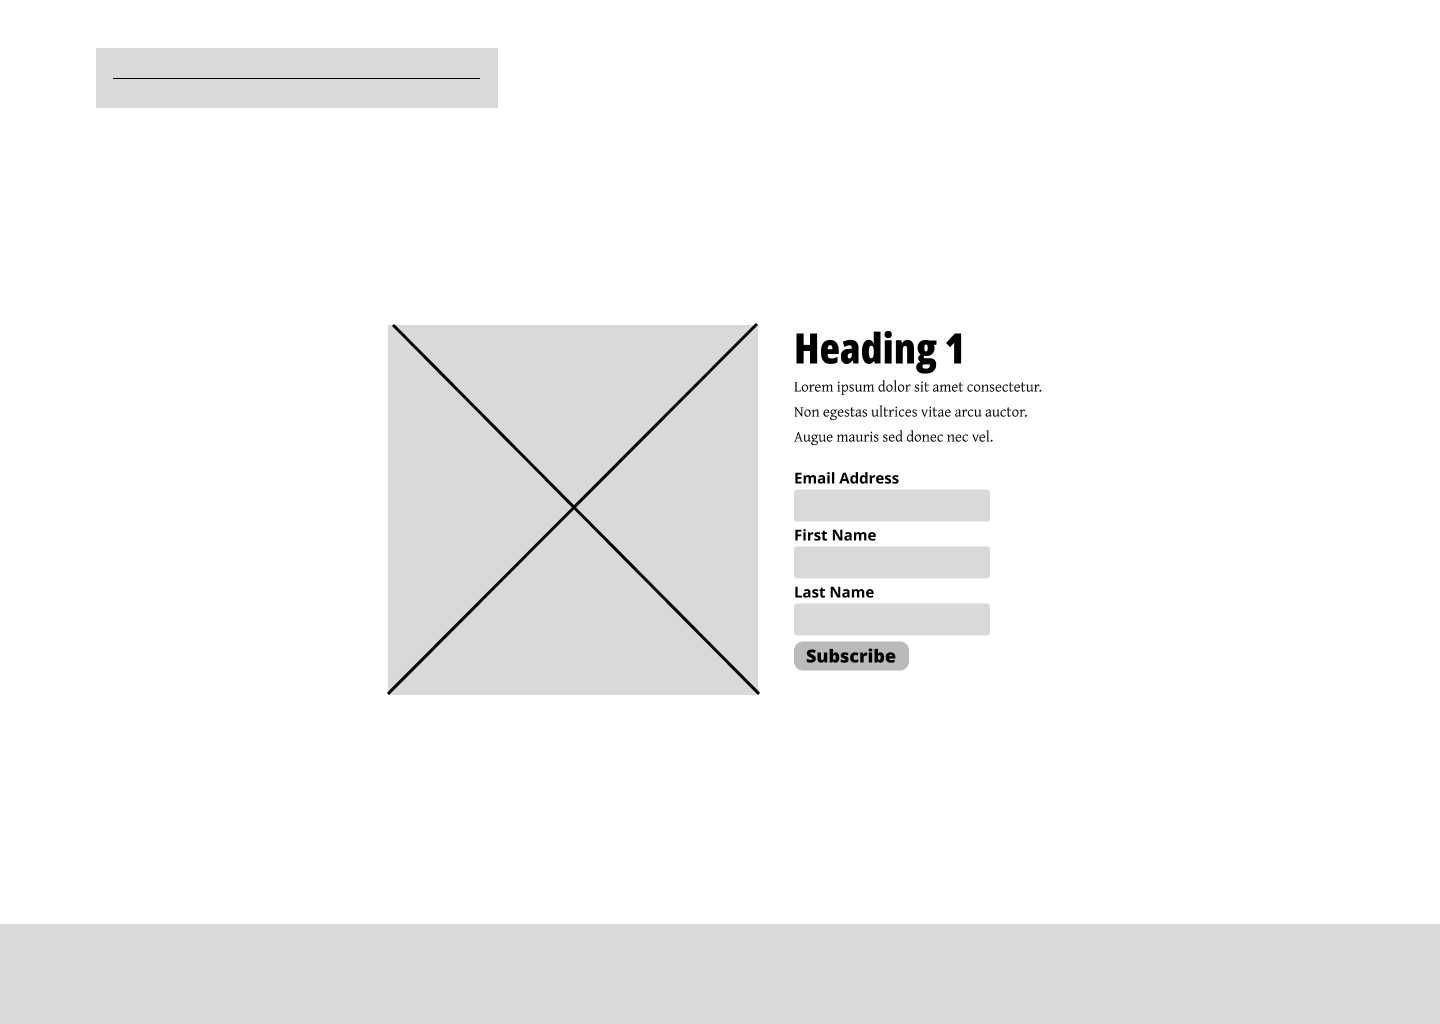 Heading 1
Lorem ipsum dolor sit amet consectetur.
Non egestas ultrices vitae arcu auctor.
Augue mauris sed donec nec vel.
Email Address
First Name
Last Name
Subscribe